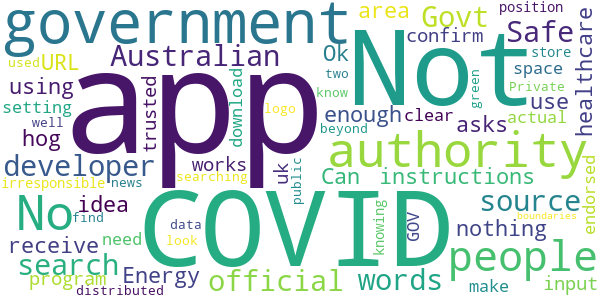 government
app
Not
COVID
authority
people
No
official
developer
search
source
words
Australian
Govt
Safe
Can instructions
Energy
area
confirm
position
store
space
Ok
two
know
used
URL
using
setting
well
hog
trusted
download
logo
searching
works
irresponsible
news
idea
find
receive
need
program
distributed
data
look
uk
public
beyond
enough
clear
asks
green
Private
use
actual
healthcare
endorsed
nothing
GOV
knowing
make
input
boundaries